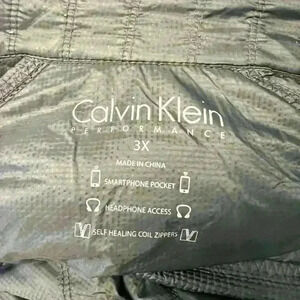 Calvin Klein
PERFORMANCE
3X
MADE IN CHINA
SMARTPHONE POCKET
HEADPHONE ACCESS
SELF HEALING COIL ZIPPERS